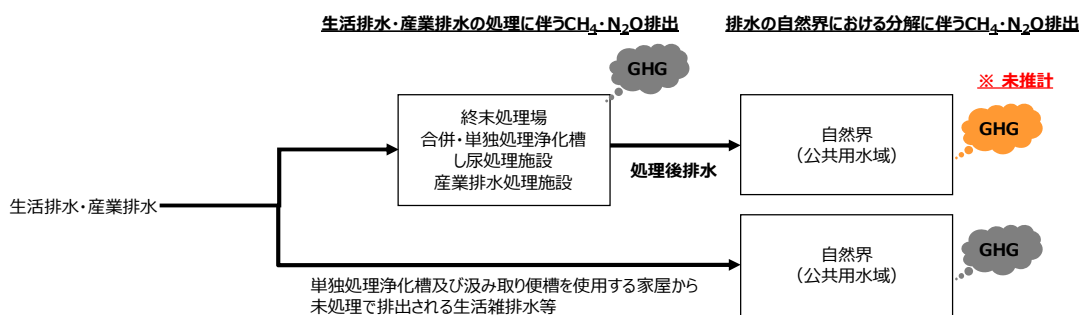 生活排水・産業排水の処理に伴うCH₄・N₂O排出
排水の自然界における分解に伴うCH₄・N₂O排出
GHG
※ 未推計
終末処理場
合併・単独処理浄化槽
し尿処理施設
産業排水処理施設
処理後排水
自然界
（公共用水域）
GHG
生活排水・産業排水
単独処理浄化槽及び汲み取り便槽を使用する家屋から
未処理で排出される生活雑排水等
自然界
（公共用水域）
GHG